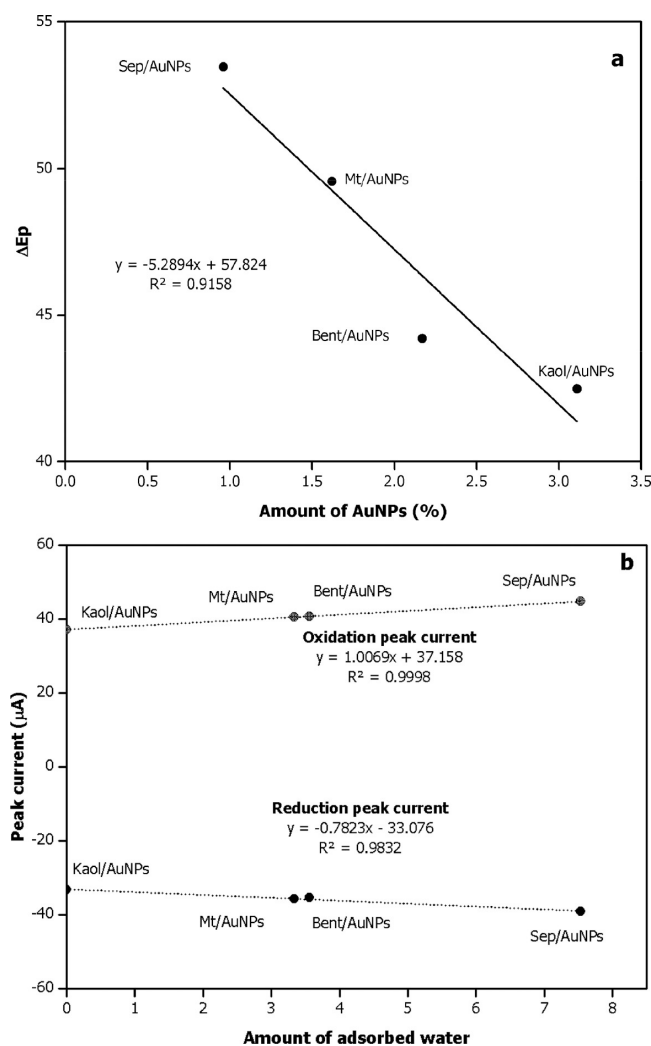 55
a
Sep/AuNPs
50
Mt/AuNPs
ΔEp
y = -5.2894x + 57.824
R² = 0.9158
Bent/AuNPs
45
Kaol/AuNPs
40
0.0 0.5 1.0 1.5 2.0 2.5 3.0 3.5
Amount of AuNPs (%)
60
b
Sep/AuNPs
Bent/AuNPs
Mt/AuNPs
Kaol/AuNPs
40
Oxidation peak current
y = 1.0069x + 37.158
R² = 0.9998
20
Peak current (µA)
0
Reduction peak current
y = -0.7823x - 33.076
R² = 0.9832
-20
Kaol/AuNPs
-40
Mt/AuNPs
Bent/AuNPs
Sep/AuNPs
-60
0 1 2 3 4 5 6 7 8
Amount of adsorbed water